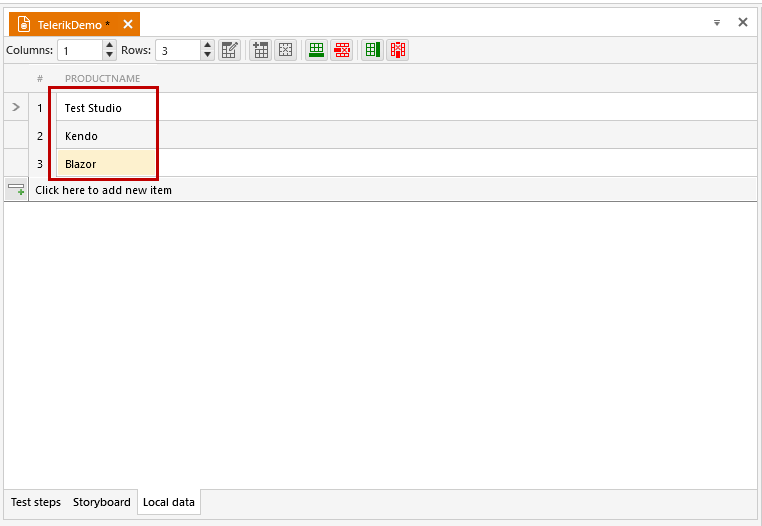 TelerikDemo *
Columns: 1 Rows: 3
# PRODUCTNAME
1 Test Studio
2 Kendo
3 Blazor
Click here to add new item
Test steps Storyboard Local data